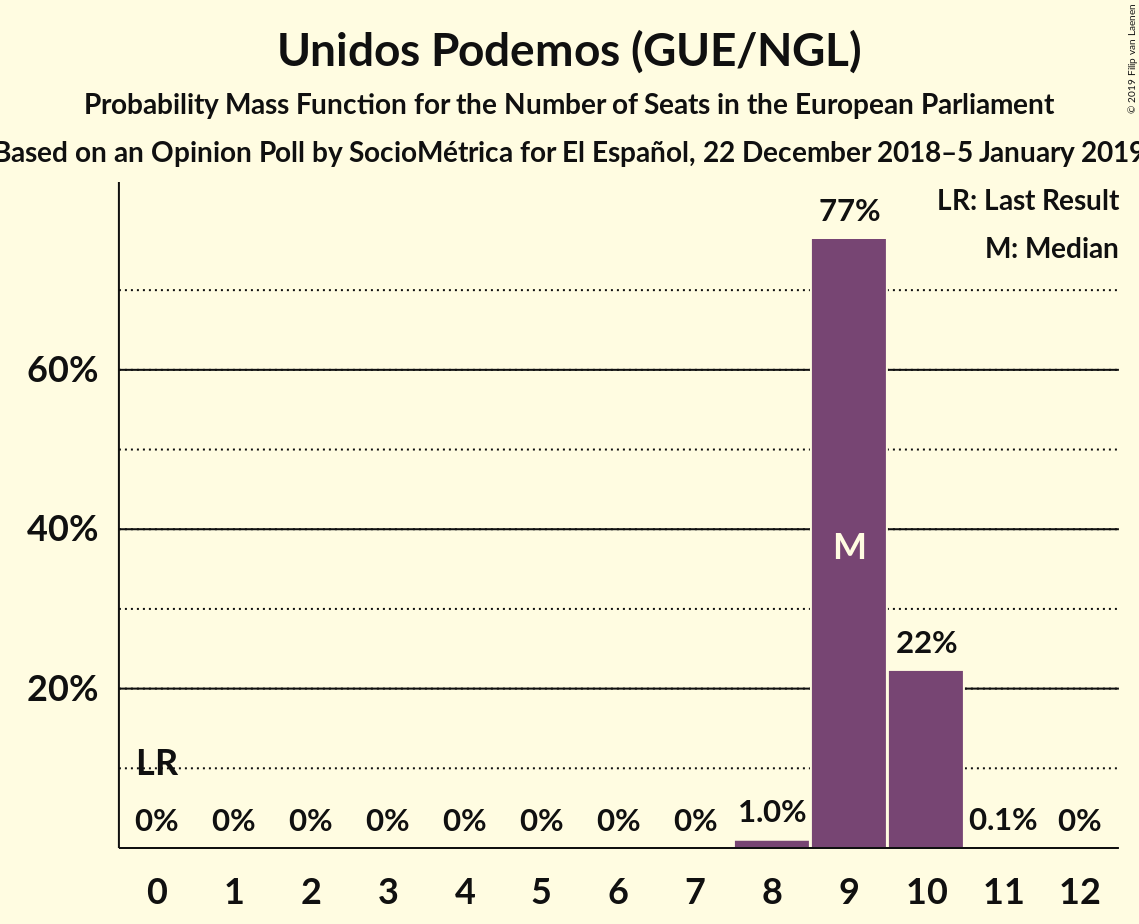 Unidos Podemos (GUE/NGL)
Probability Mass Function for the Number of Seats in the European Parliament
Based on an Opinion Poll by SocioMétrica for El Español, 22 December 2018–5 January 2019
© 2019 Filip van Laenen
LR: Last Result
M: Median
77%
60%
40%
M
22%
20%
LR
0% 0% 0% 0% 0% 0% 0% 0% 1.0% 0.1% 0%
0 1 2 3 4 5 6 7 8 9 10 11 12